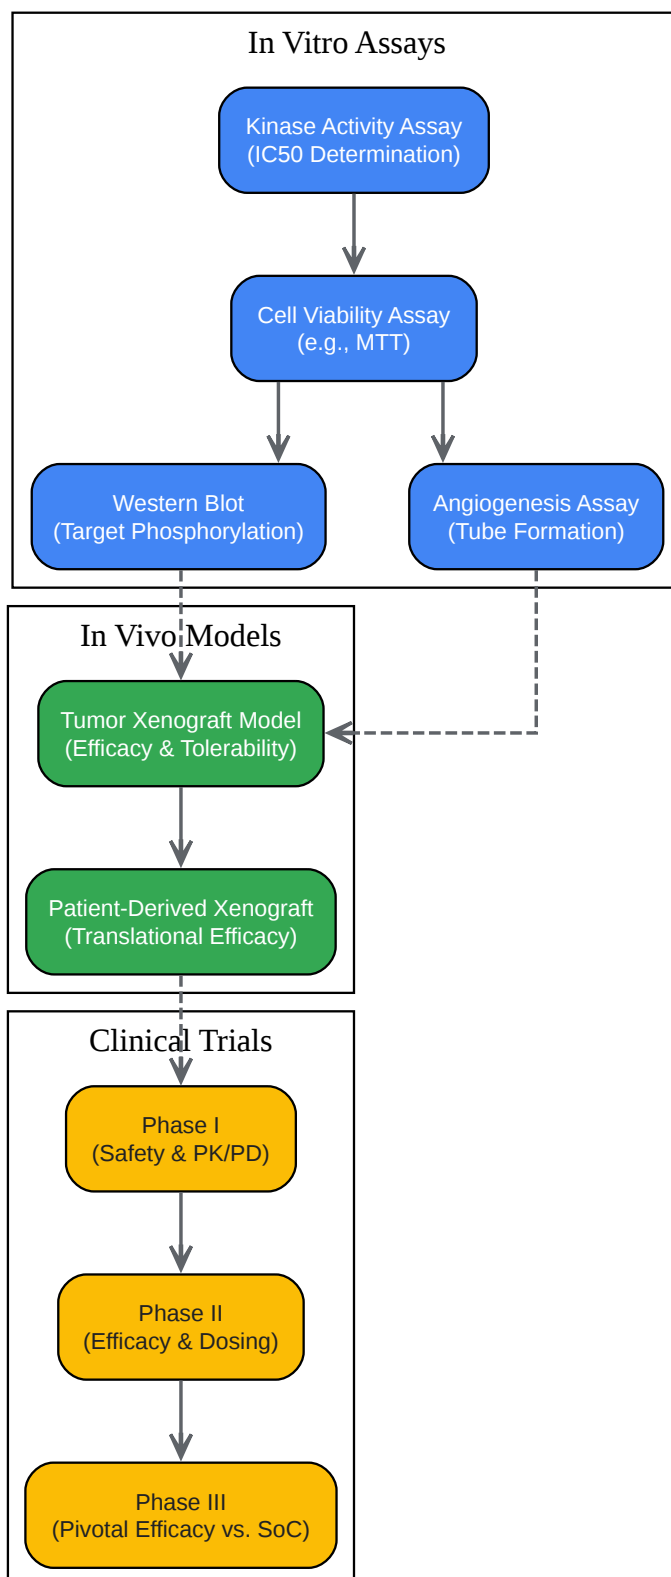 In Vitro Assays
Kinase Activity Assay
(IC50 Determination)
Cell Viability Assay
(e.g., MTT)
Western Blot
(Target Phosphorylation)
Angiogenesis Assay
(Tube Formation)
In Vivo Models
Tumor Xenograft Model
(Efficacy & Tolerability)
Patient-Derived Xenograft
(Translational Efficacy)
Clinical Trials
Phase I
(Safety & PK/PD)
Phase II
(Efficacy & Dosing)
Phase III
(Pivotal Efficacy vs. SoC)